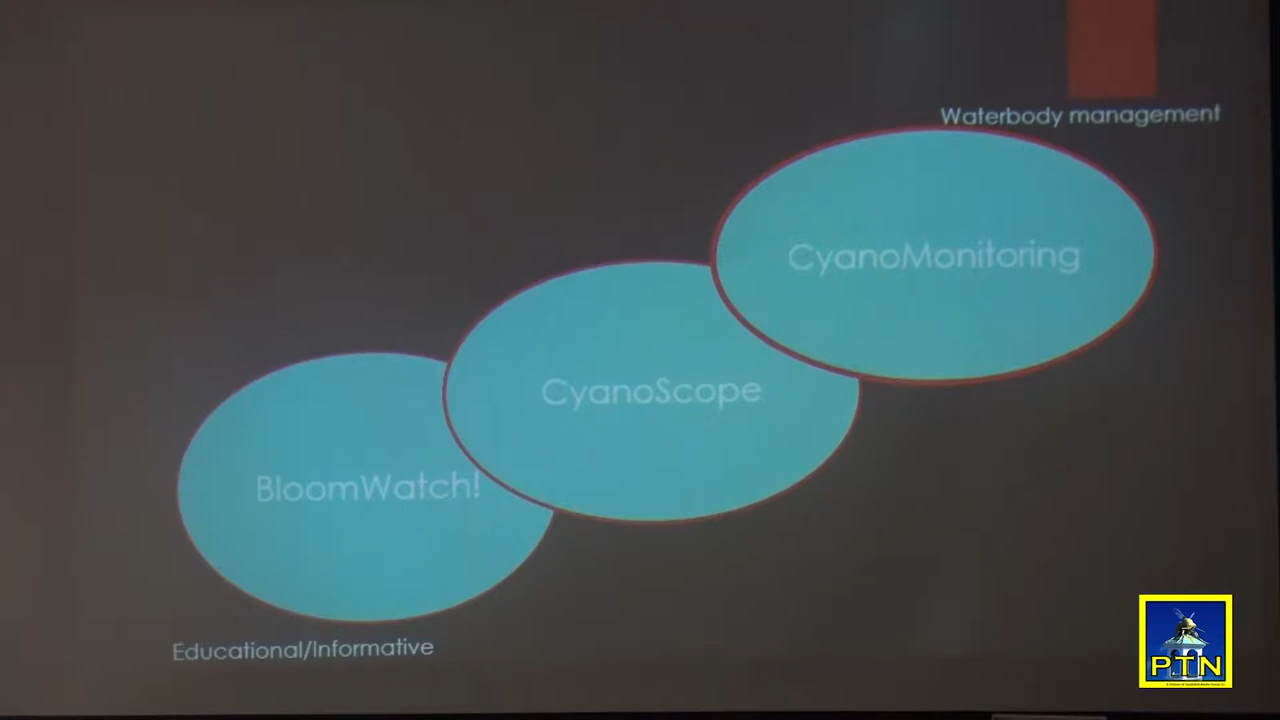 Waterbody management
CyanoMonitoring
CyanoScope
BloomWatch!
Educational/Informative
PTN